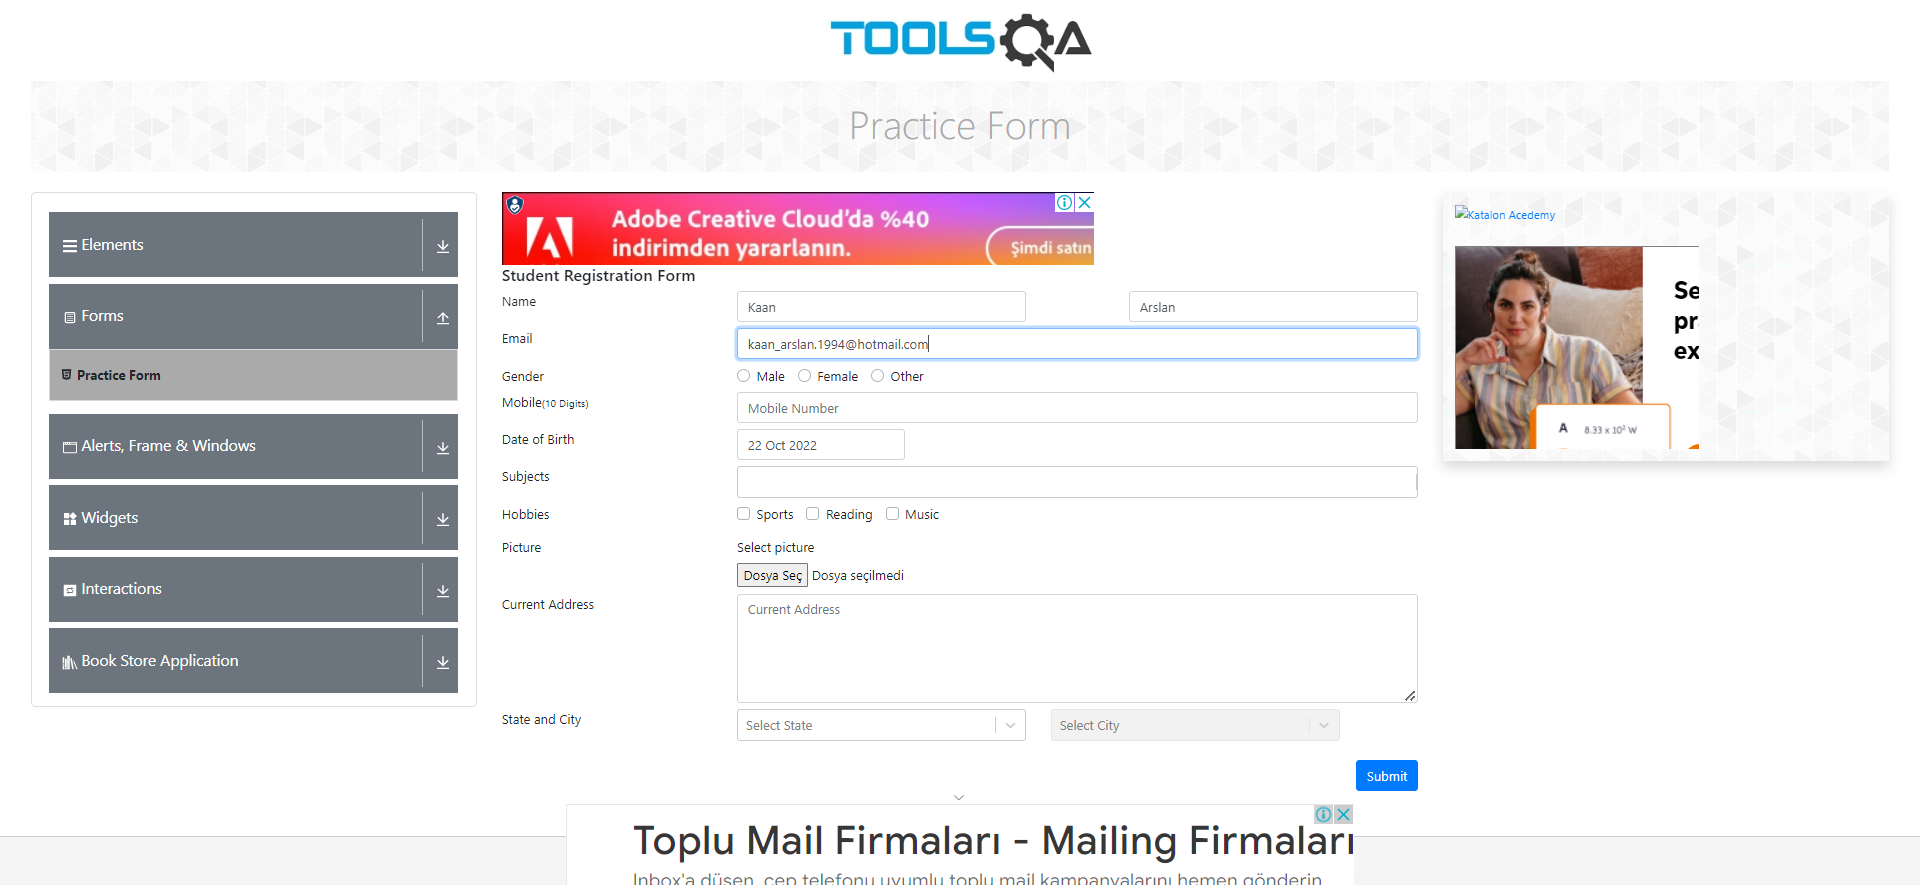 TOOLSQA
Practice Form
Elements
Forms
Practice Form
Alerts, Frame & Windows
Widgets
Interactions
Book Store Application
Adobe Creative Cloud'da %40
indirimden yararlanın.
Şimdi satın
Student Registration Form
Name
Kaan
Arslan
Email
kaan_arslan.1994@hotmail.com
Gender
Male
Female
Other
Mobile(10 Digits)
Mobile Number
Date of Birth
22 Oct 2022
Subjects
Hobbies
Sports
Reading
Music
Picture
Select picture
Dosya Seç Dosya seçilmedi
Current Address
Current Address
State and City
Select State
Select City
Submit
Katalon Acedemy
Se
pr
ex
A 8.33 x 10² W
Toplu Mail Firmaları - Mailing Firmaları
Inbox'a düşen, cep telefonu uyumlu toplu mail kampanyalarını hemen gönderin